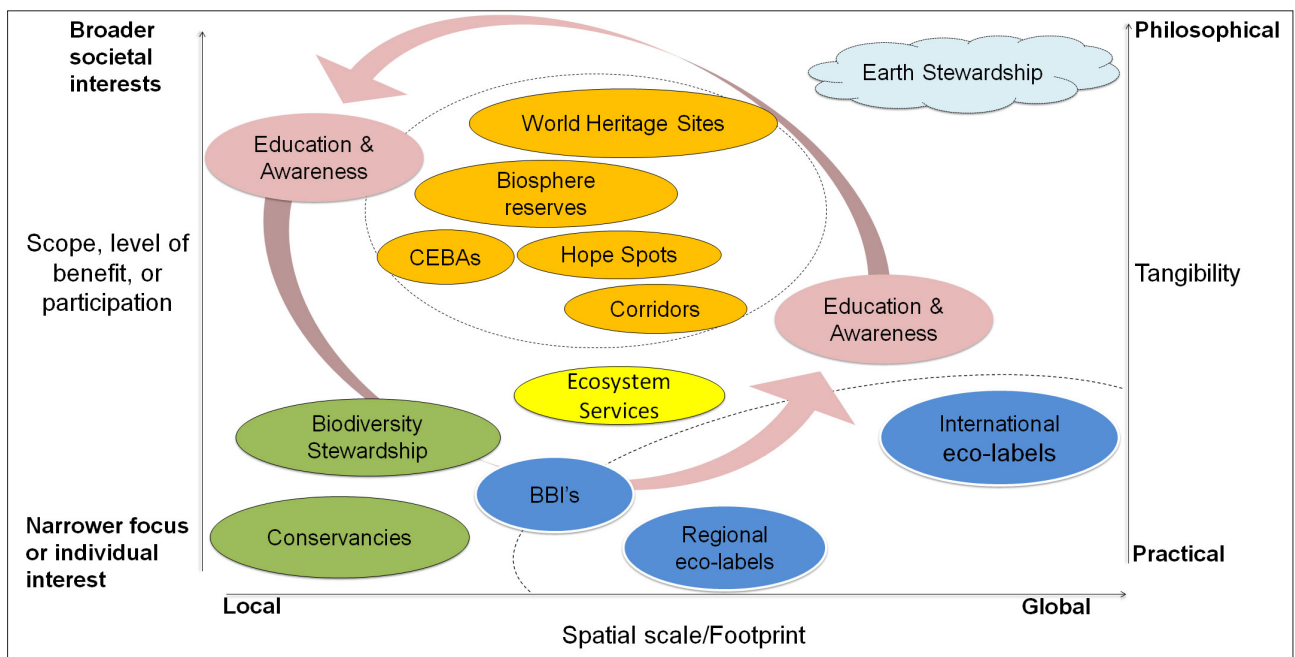 Broader
societal
interests
Philosophical
Earth Stewardship
World Heritage Sites
Education &
Awareness
Biosphere
reserves
Scope, level of
benefit, or
participation
CEBAs
Hope Spots
Tangibility
Corridors
Education &
Awareness
Ecosystem
Services
Biodiversity
Stewardship
International
eco-labels
BBI's
Narrower focus
or individual
interest
Conservancies
Regional
eco-labels
Practical
Local
Global
Spatial scale/Footprint